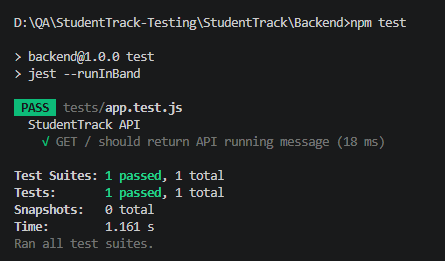 D:\QA\StudentTrack-Testing\StudentTrack\Backend>npm test
> backend@1.0.0 test
> jest --runInBand
PASS tests/app.test.js
StudentTrack API
√ GET / should return API running message (18 ms)
Test Suites: 1 passed, 1 total
Tests: 1 passed, 1 total
Snapshots: 0 total
Time: 1.161 s
Ran all test suites.